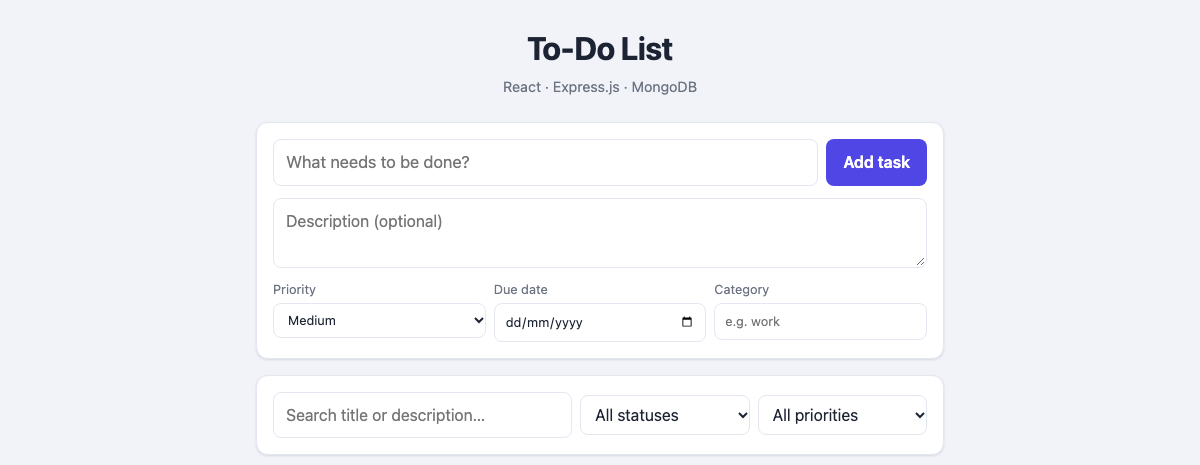 To-Do List
React · Express.js · MongoDB
What needs to be done? Add task
Description (optional)
Priority Due date Category
Medium dd/mm/yyyy e.g. work
Search title or description... All statuses All priorities